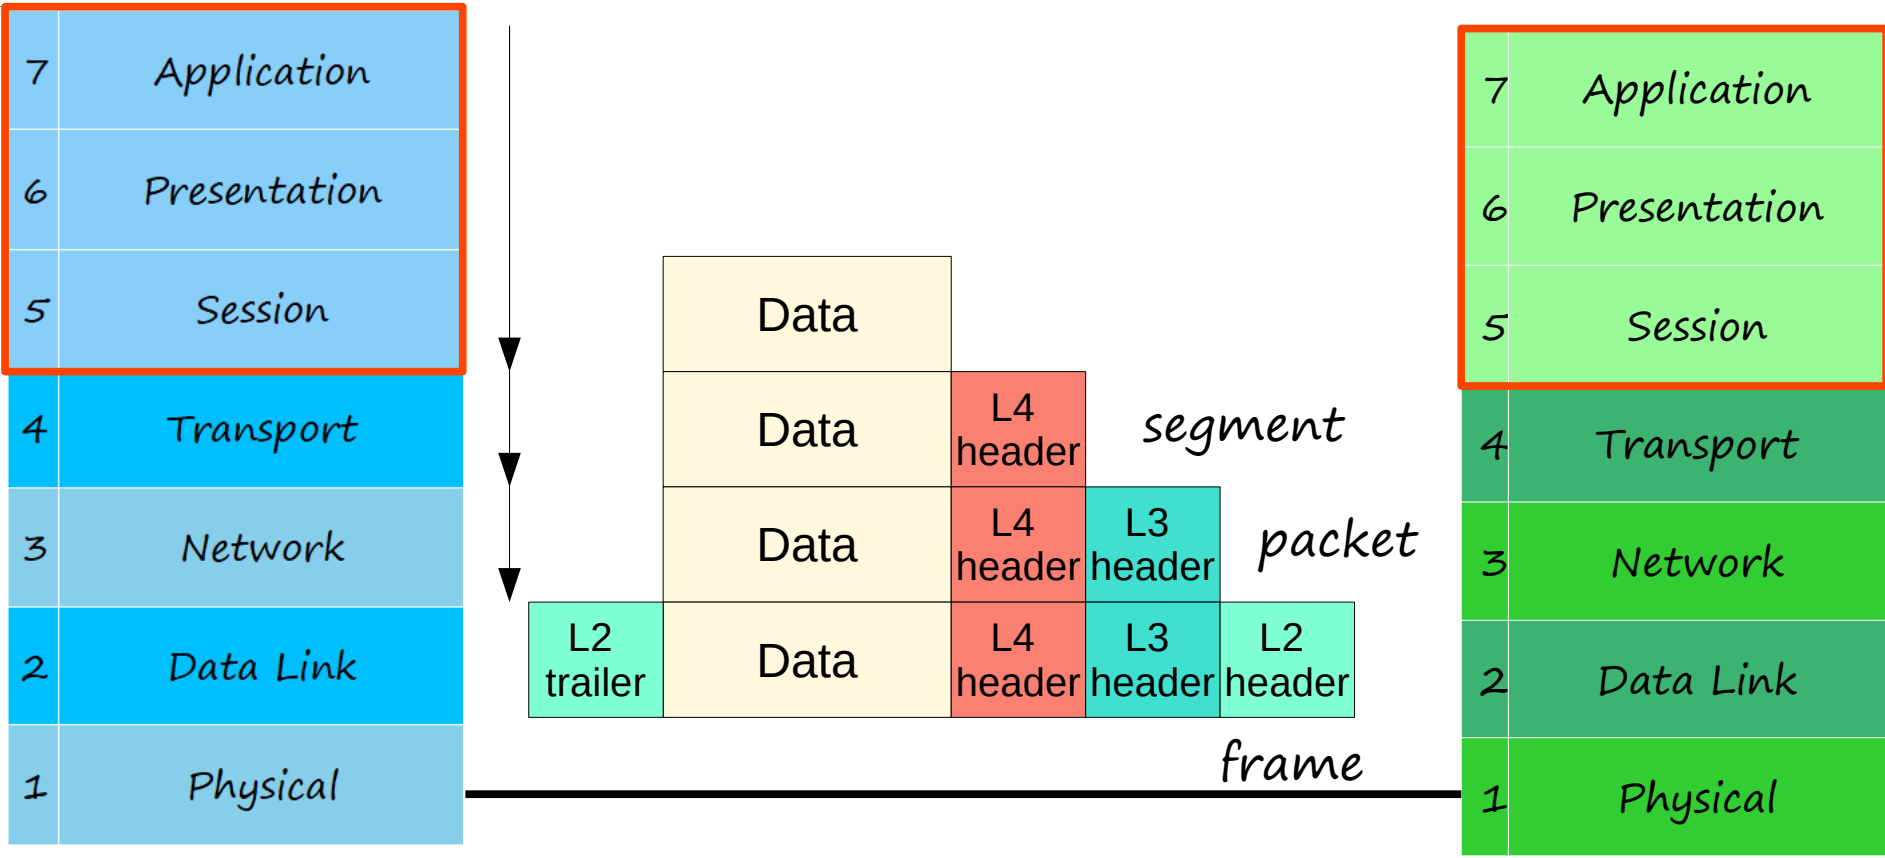 7 Application
6 Presentation
5 Session
4 Transport
3 Network
2 Data Link
1 Physical
Data
Data
L4
header
segment
Data
L4
header
L3
header
packet
L2
trailer
Data
L4
header
L3
header
L2
header
frame
7 Application
6 Presentation
5 Session
4 Transport
3 Network
2 Data Link
1 Physical